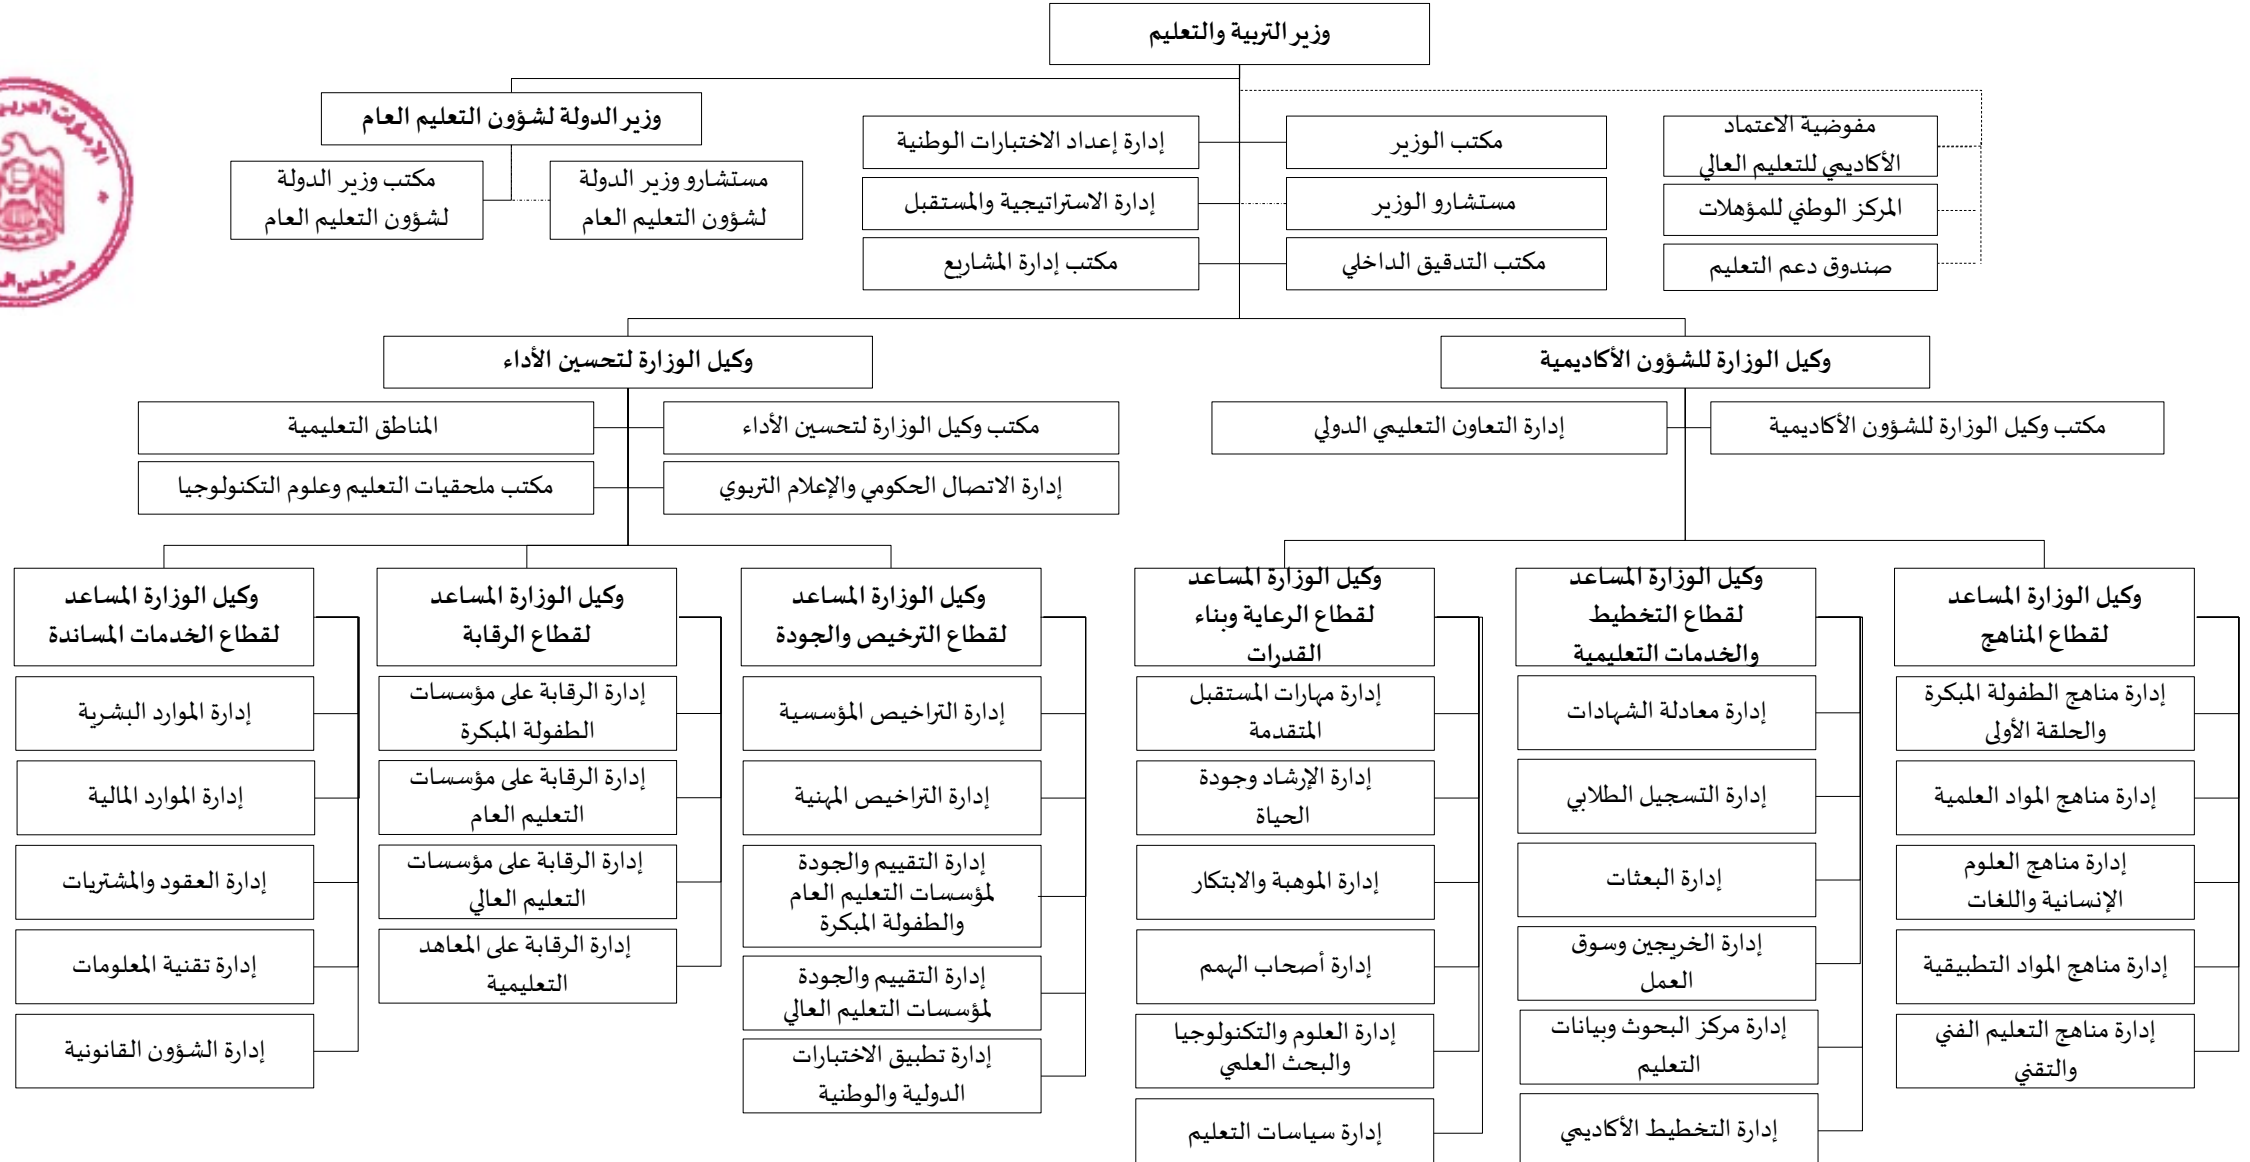 وزير التربية والتعليم
وزير الدولة لشؤون التعليم العام
مستشارو وزير الدولة
لشؤون التعليم العام
مكتب وزير الدولة
لشؤون التعليم العام
مفوضية الاعتماد
الأكاديمي للتعليم العالي
المركز الوطني للمؤهلات
صندوق دعم التعليم
مكتب الوزير
مستشارو الوزير
مكتب التدقيق الداخلي
إدارة إعداد الاختبارات الوطنية
إدارة الاستراتيجية والمستقبل
مكتب إدارة المشاريع
وكيل الوزارة للشؤون الأكاديمية
مكتب وكيل الوزارة للشؤون الأكاديمية
إدارة التعاون التعليمي الدولي
وكيل الوزارة لتحسين الأداء
مكتب وكيل الوزارة لتحسين الأداء
المناطق التعليمية
إدارة الاتصال الحكومي والإعلام التربوي
مكتب ملحقيات التعليم وعلوم التكنولوجيا
وكيل الوزارة المساعد
لقطاع المناهج
إدارة مناهج الطفولة المبكرة
والحلقة الأولى
إدارة مناهج المواد العلمية
إدارة مناهج العلوم
الإنسانية واللغات
إدارة مناهج المواد التطبيقية
إدارة مناهج التعليم الفني
والتقني
وكيل الوزارة المساعد
لقطاع التخطيط
والخدمات التعليمية
إدارة معادلة الشهادات
إدارة التسجيل الطلابي
إدارة البعثات
إدارة الخريجين وسوق
العمل
إدارة مركز البحوث وبيانات
التعليم
إدارة التخطيط الأكاديمي
وكيل الوزارة المساعد
لقطاع الرعاية وبناء
القدرات
إدارة مهارات المستقبل
المتقدمة
إدارة الإرشاد وجودة
الحياة
إدارة الموهبة والابتكار
إدارة أصحاب الهمم
إدارة العلوم والتكنولوجيا
والبحث العلمي
إدارة سياسات التعليم
وكيل الوزارة المساعد
لقطاع الترخيص والجودة
إدارة التراخيص المؤسسية
إدارة التراخيص المهنية
إدارة التقييم والجودة
لمؤسسات التعليم العام
والطفولة المبكرة
إدارة التقييم والجودة
لمؤسسات التعليم العالي
إدارة تطبيق الاختبارات
الدولية والوطنية
وكيل الوزارة المساعد
لقطاع الرقابة
إدارة الرقابة على مؤسسات
الطفولة المبكرة
إدارة الرقابة على مؤسسات
التعليم العام
إدارة الرقابة على مؤسسات
التعليم العالي
إدارة الرقابة على المعاهد
التعليمية
وكيل الوزارة المساعد
لقطاع الخدمات المساندة
إدارة الموارد البشرية
إدارة الموارد المالية
إدارة العقود والمشتريات
إدارة تقنية المعلومات
إدارة الشؤون القانونية